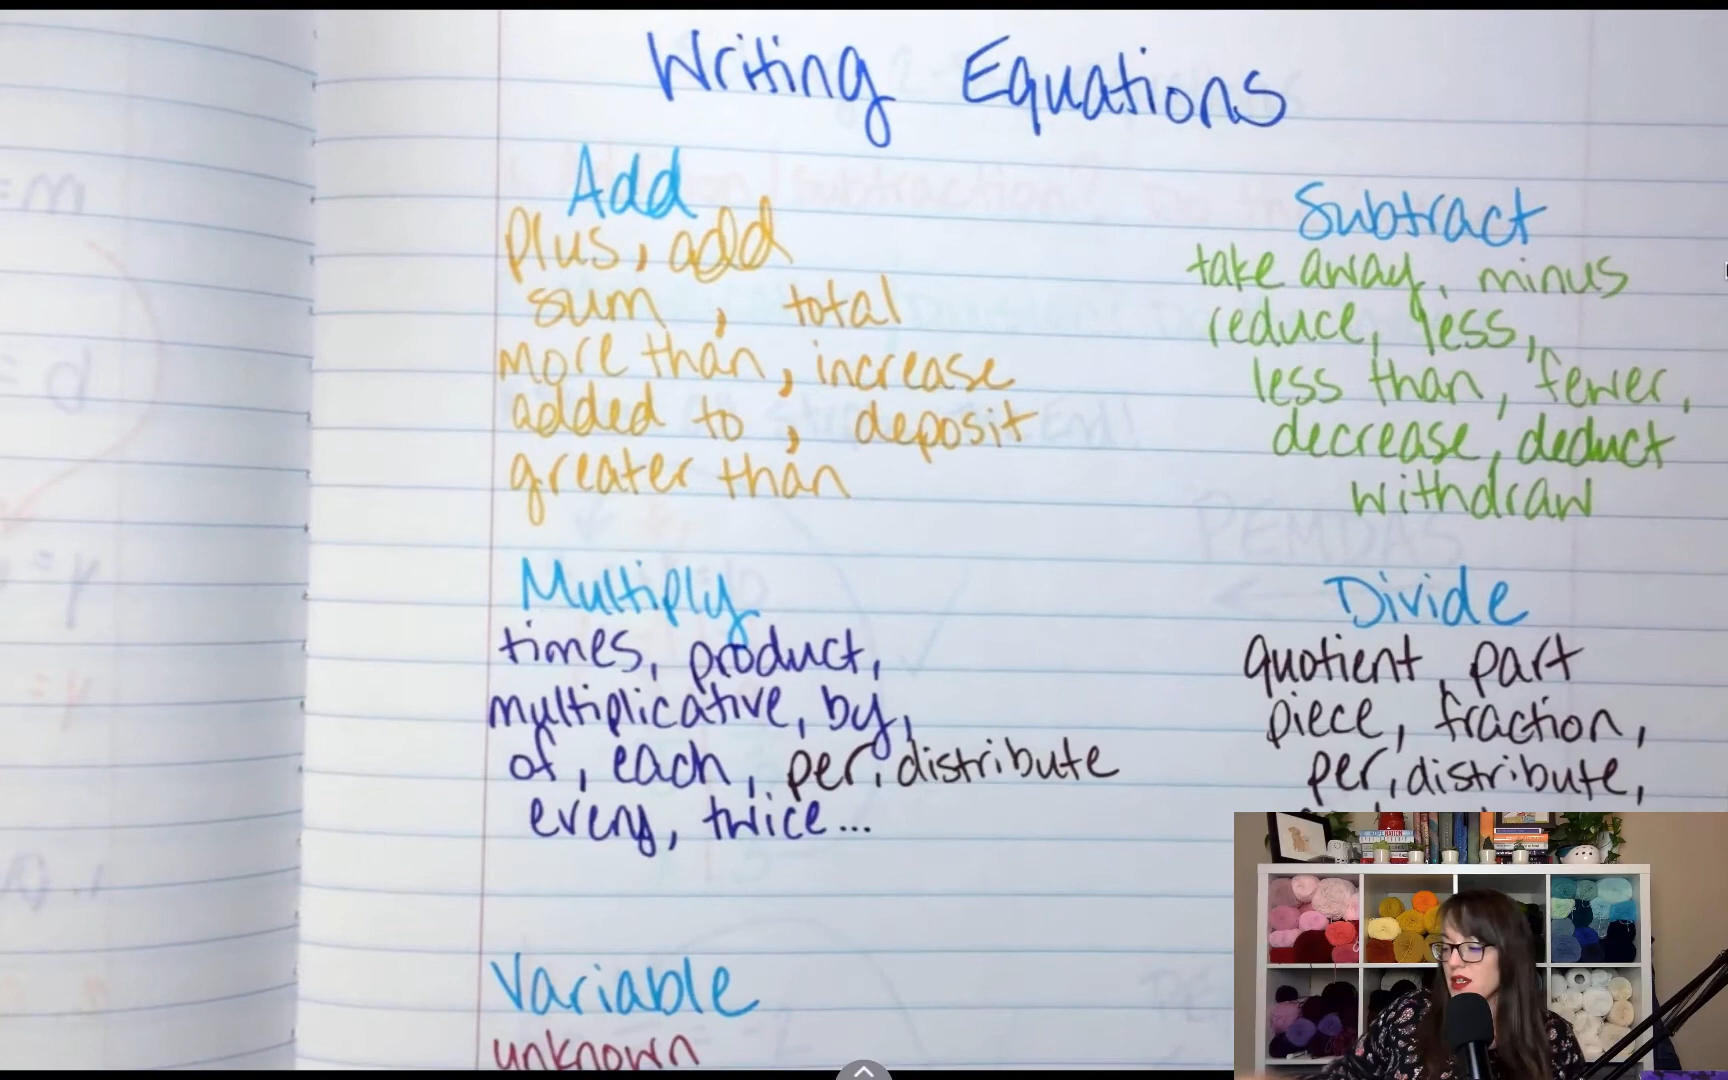 Writing Equations
Add
plus, add
sum, total
more than, increase
added to, deposit
greater than
Subtract
take away, minus
reduce, less,
less than, fewer,
decrease, deduct
withdraw
Multiply
times, product,
multiplicative, by,
of, each, per, distribute
every, twice...
Divide
quotient, part
piece, fraction,
per, distribute,
Variable
unknown
PEMDAS